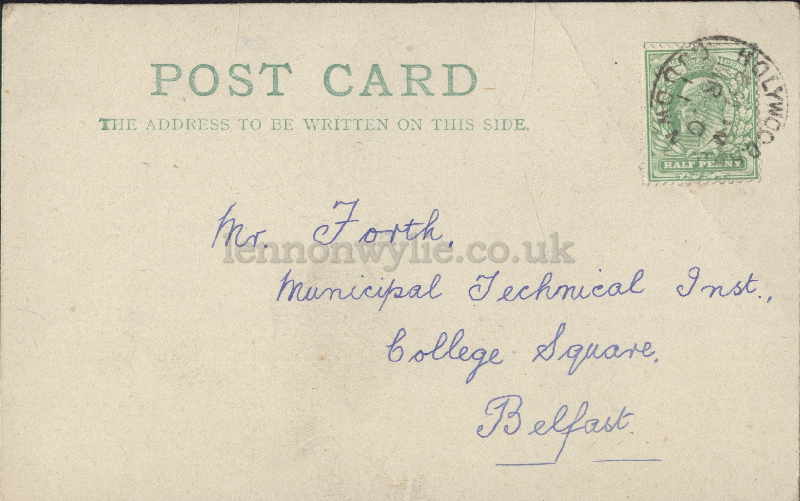 POST CARD
THE ADDRESS TO BE WRITTEN ON THIS SIDE.
HOLYWOOD
HALF PENNY
Mr. Forth,
lennonwylie.co.uk
Municipal Technical Inst.,
College Square,
Belfast.